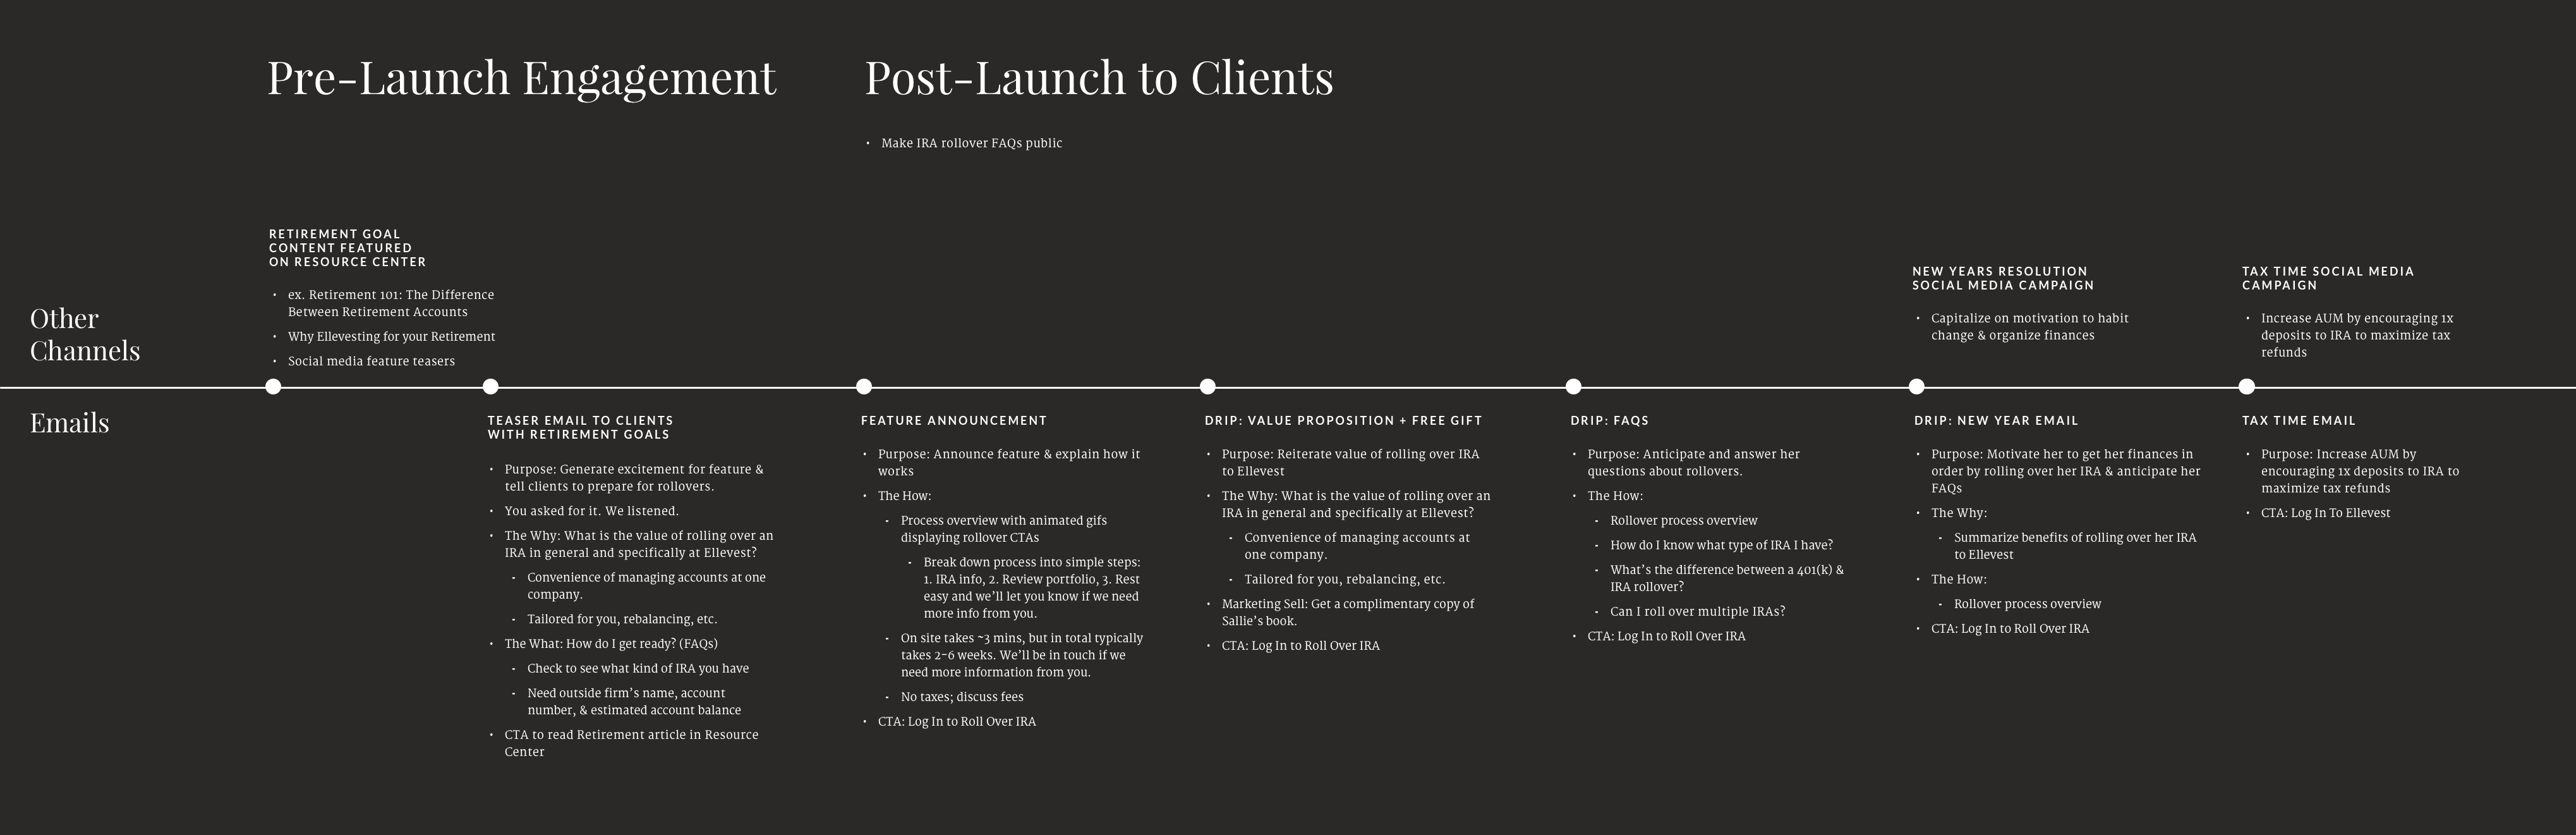 Pre-Launch Engagement
Post-Launch to Clients
• Make IRA rollover FAQs public
Other
Channels
RETIREMENT GOAL
CONTENT FEATURED
ON RESOURCE CENTER
• ex. Retirement 101: The Difference
Between Retirement Accounts
• Why Ellevesting for your Retirement
• Social media feature teasers
NEW YEARS RESOLUTION
SOCIAL MEDIA CAMPAIGN
• Capitalize on motivation to habit
change & organize finances
TAX TIME SOCIAL MEDIA
CAMPAIGN
• Increase AUM by encouraging 1x
deposits to IRA to maximize tax
refunds
Emails
TEASER EMAIL TO CLIENTS
WITH RETIREMENT GOALS
• Purpose: Generate excitement for feature &
tell clients to prepare for rollovers.
• You asked for it. We listened.
• The Why: What is the value of rolling over an
IRA in general and specifically at Ellevest?
- Convenience of managing accounts at one
company.
- Tailored for you, rebalancing, etc.
• The What: How do I get ready? (FAQs)
- Check to see what kind of IRA you have
- Need outside firm’s name, account
number, & estimated account balance
• CTA to read Retirement article in Resource
Center
FEATURE ANNOUNCEMENT
• Purpose: Announce feature & explain how it
works
• The How:
- Process overview with animated gifs
displaying rollover CTAs
- Break down process into simple steps:
1. IRA info, 2. Review portfolio, 3. Rest
easy and we’ll let you know if we need
more info from you.
- On site takes ~3 mins, but in total typically
takes 2-6 weeks. We’ll be in touch if we
need more information from you.
- No taxes; discuss fees
• CTA: Log In to Roll Over IRA
DRIP: VALUE PROPOSITION + FREE GIFT
• Purpose: Reiterate value of rolling over IRA
to Ellevest
• The Why: What is the value of rolling over an
IRA in general and specifically at Ellevest?
- Convenience of managing accounts at
one company.
- Tailored for you, rebalancing, etc.
• Marketing Sell: Get a complimentary copy of
Sallie’s book.
• CTA: Log In to Roll Over IRA
DRIP: FAQS
• Purpose: Anticipate and answer her
questions about rollovers.
• The How:
- Rollover process overview
- How do I know what type of IRA I have?
- What’s the difference between a 401(k) &
IRA rollover?
- Can I roll over multiple IRAs?
• CTA: Log In to Roll Over IRA
DRIP: NEW YEAR EMAIL
• Purpose: Motivate her to get her finances in
order by rolling over her IRA & anticipate her
FAQs
• The Why:
- Summarize benefits of rolling over her IRA
to Ellevest
• The How:
- Rollover process overview
• CTA: Log In to Roll Over IRA
TAX TIME EMAIL
• Purpose: Increase AUM by
encouraging 1x deposits to IRA to
maximize tax refunds
• CTA: Log In To Ellevest